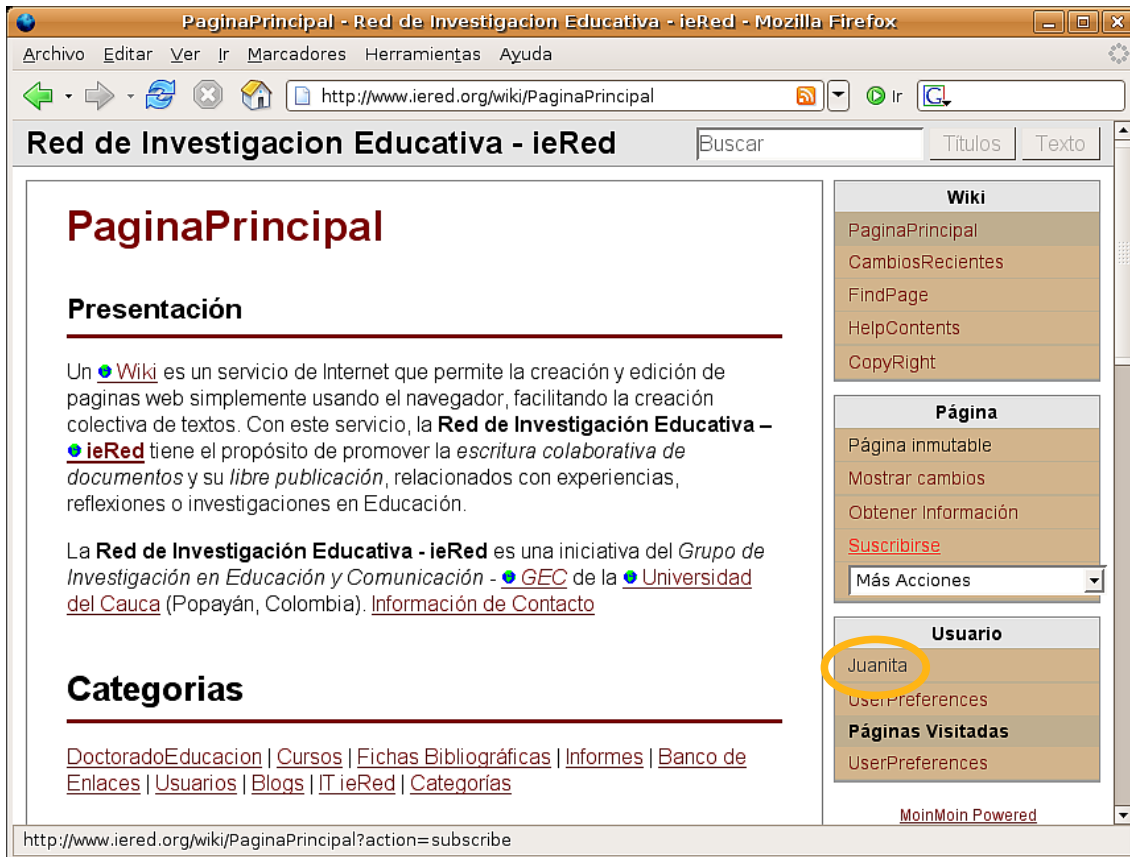 PaginaPrincipal - Red de Investigacion Educativa - ieRed - Mozilla Firefox
Archivo Editar Ver Ir Marcadores Herramientas Ayuda
http://www.iered.org/wiki/PaginaPrincipal Ir G
Red de Investigacion Educativa - ieRed
Buscar Títulos Texto
PaginaPrincipal
Presentación
Un Wiki es un servicio de Internet que permite la creación y edición de
paginas web simplemente usando el navegador, facilitando la creación
colectiva de textos. Con este servicio, la Red de Investigación Educativa –
ieRed tiene el propósito de promover la escritura colaborativa de
documentos y su libre publicación, relacionados con experiencias,
reflexiones o investigaciones en Educación.
La Red de Investigación Educativa - ieRed es una iniciativa del Grupo de
Investigación en Educación y Comunicación - GEC de la Universidad
del Cauca (Popayán, Colombia). Información de Contacto
Categorias
DoctoradoEducacion | Cursos | Fichas Bibliográficas | Informes | Banco de
Enlaces | Usuarios | Blogs | IT ieRed | Categorías
Wiki
PaginaPrincipal
CambiosRecientes
FindPage
HelpContents
CopyRight
Página
Página inmutable
Mostrar cambios
Obtener Información
Suscribirse
Más Acciones
Usuario
Juanita
UserPreferences
Páginas Visitadas
UserPreferences
MoinMoin Powered
http://www.iered.org/wiki/PaginaPrincipal?action=subscribe